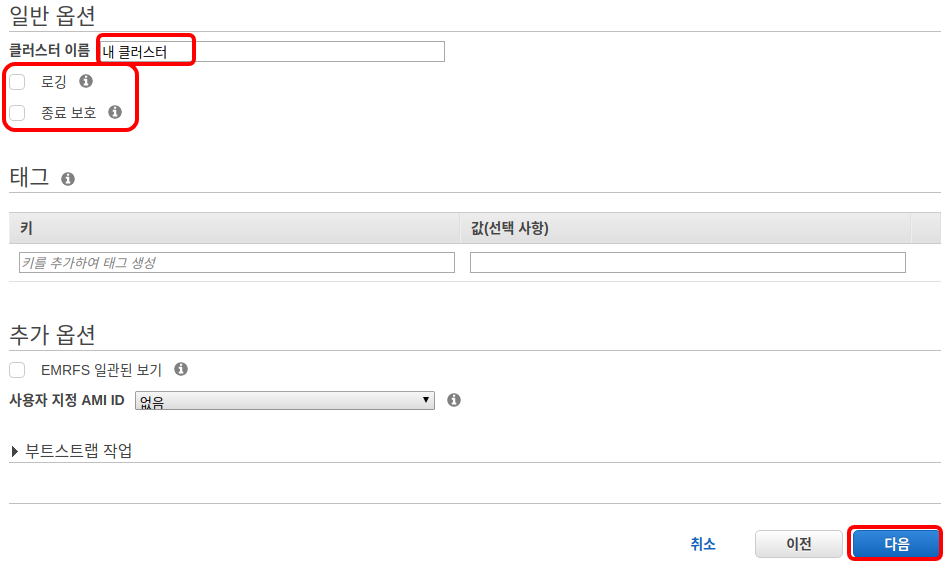 일반 옵션
클러스터 이름 내 클러스터
로깅
종료 보호
태그
키 값(선택 사항)
키를 추가하여 태그 생성
추가 옵션
EMRFS 일관된 보기
사용자 지정 AMI ID 없음
부트스트랩 작업
취소 이전 다음